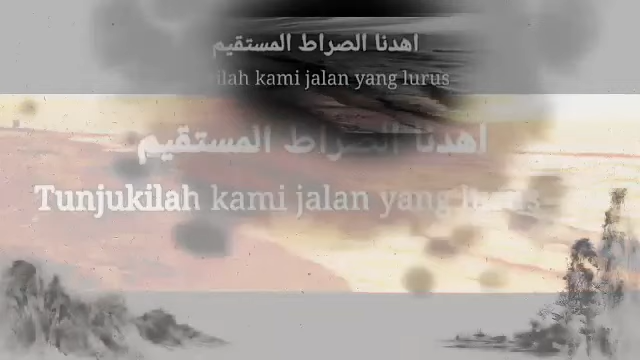 اهدنا الصراط المستقيم
kami jalan yang lurus
اهدنا الصراط المستقيم
Tunjukilah kami jalan yang lurus